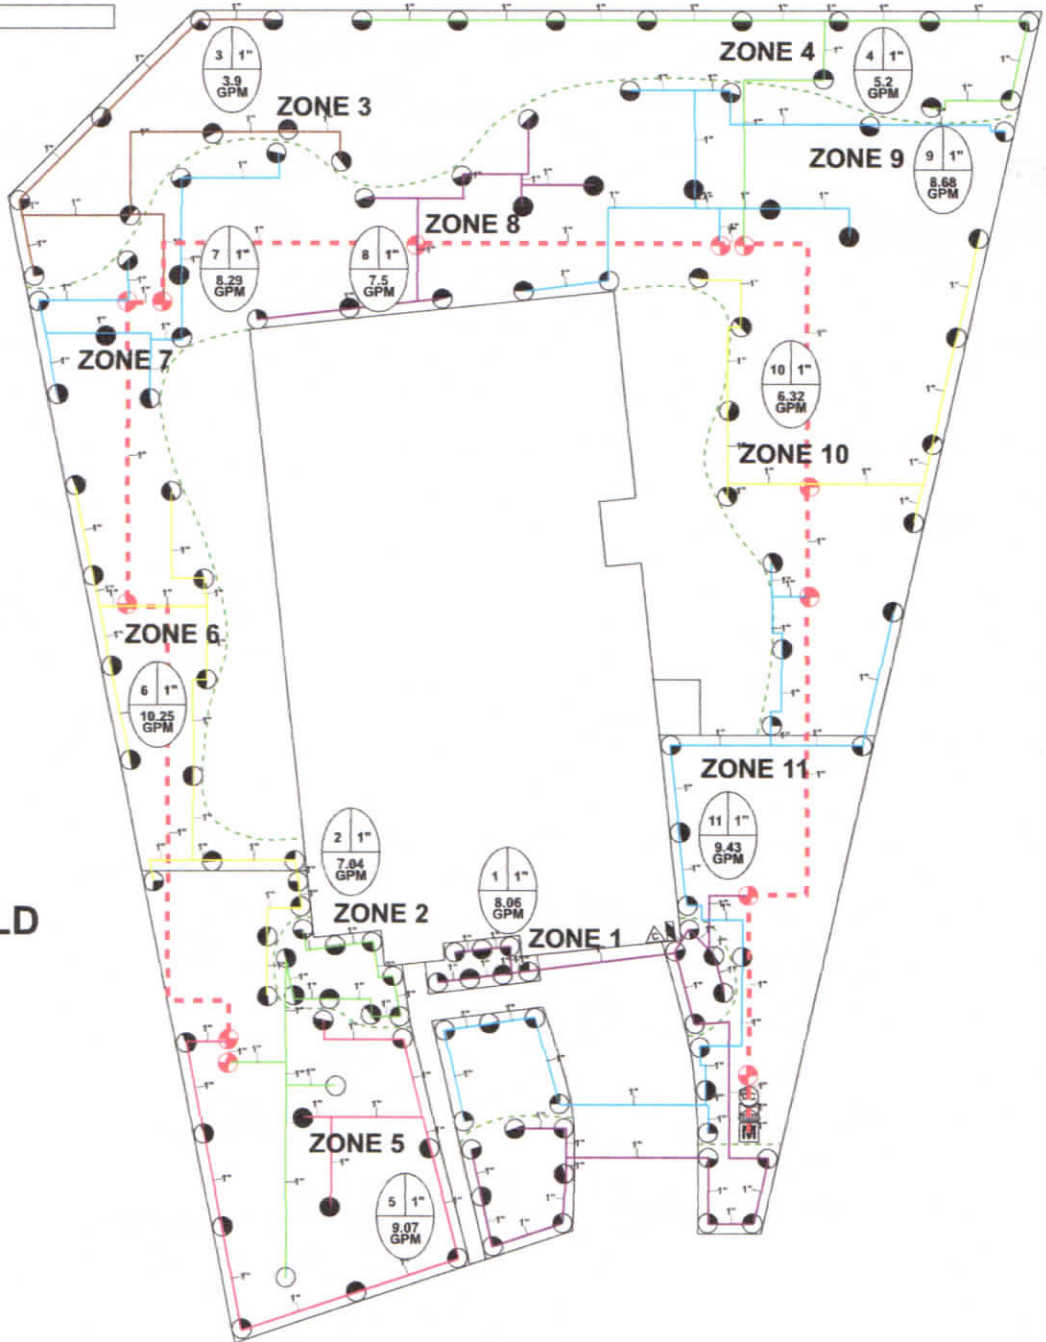 3 1"
3.9
GPM
ZONE 3
ZONE 4
4 1"
5.2
GPM
ZONE 9
9 1"
8.68
GPM
7 1"
8.29
GPM
8 1"
7.5
GPM
ZONE 8
ZONE 7
10 1"
6.32
GPM
ZONE 10
ZONE 6
6 1"
10.25
GPM
ZONE 11
11 1"
9.43
GPM
2 1"
7.04
GPM
ZONE 2
1 1"
8.06
GPM
ZONE 1
C
LD
ZONE 5
5 1"
9.07
GPM
M